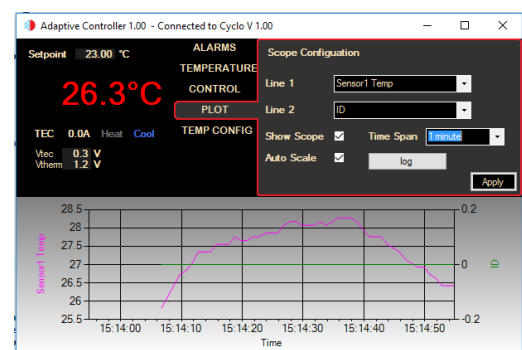 Adaptive Controller 1.00 - Connected to Cyclo V 1.00
Setpoint 23.00 °C
26.3°C
TEC 0.0A Heat Cool
Vtec 0.3 V
Vtherm 1.2 V
ALARMS
TEMPERATURE
CONTROL
PLOT
TEMP CONFIG
Scope Configuation
Line 1 Sensor1 Temp
Line 2 ID
Show Scope Time Span 1 minute
Auto Scale log
Apply
28.5
28
27.5
27
26.5
26
25.5
Sensor1 Temp
0.2
0
-0.2
ID
15:14:00 15:14:10 15:14:20 15:14:30 15:14:40 15:14:50
Time